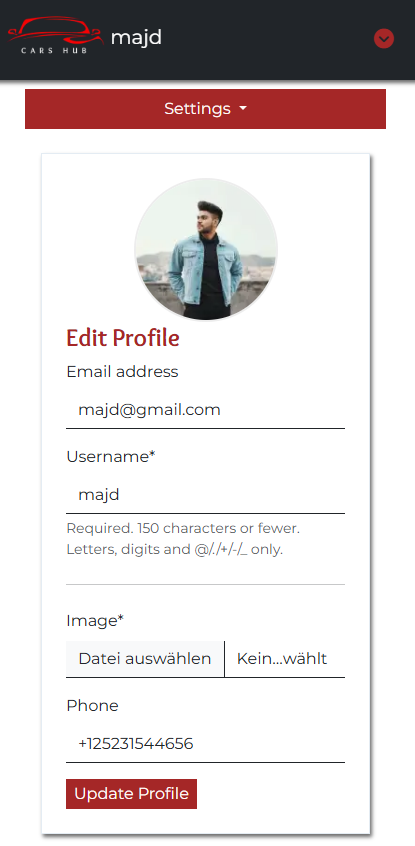 CARS HUB
majd
Settings
Edit Profile
Email address
majd@gmail.com
Username*
majd
Required. 150 characters or fewer.
Letters, digits and @/./+/-/_ only.
Image*
Datei auswählen Kein...wählt
Phone
+125231544656
Update Profile